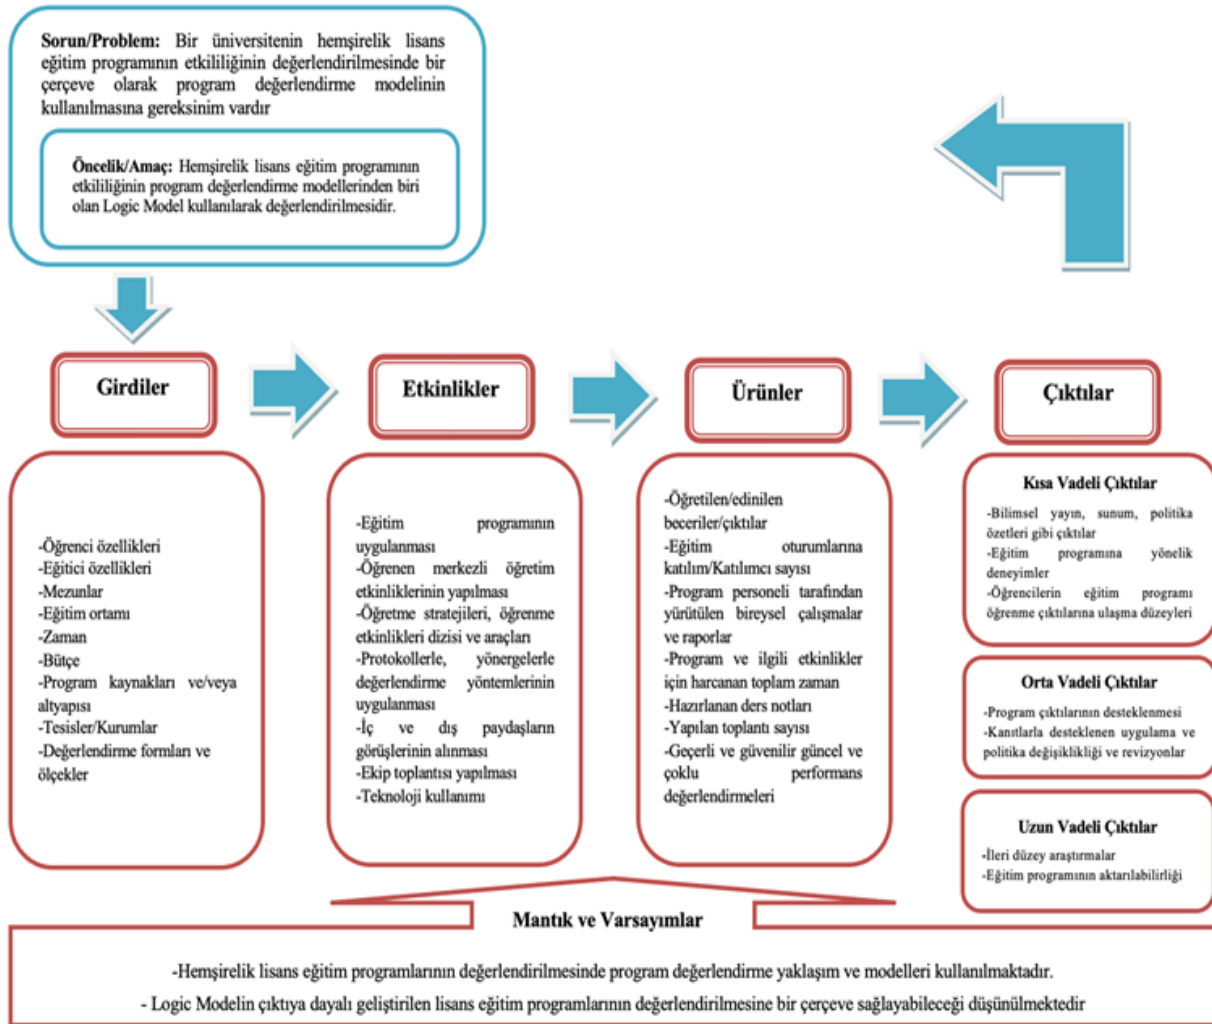 Sorun/Problem: Bir üniversitenin hemşirelik lisans
eğitim programının etkililiğinin değerlendirilmesinde bir
çerçeve olarak program değerlendirme modelinin
kullanılmasına gereksinim vardır
Öncelik/Amaç: Hemşirelik lisans eğitim programının
etkililiğinin program değerlendirme modellerinden biri
olan Logic Model kullanılarak değerlendirilmesidir.
Girdiler
Etkinlikler
Ürünler
Çıktılar
-Öğrenci özellikleri
-Eğitici özellikleri
-Mezunlar
-Eğitim ortamı
-Zaman
-Bütçe
-Program kaynakları ve/veya
altyapısı
-Tesisler/Kurumlar
-Değerlendirme formları ve
ölçekler
-Eğitim programının
uygulanması
-Öğrenen merkezli öğretim
etkinliklerinin yapılması
-Öğretme stratejileri, öğrenme
etkinlikleri dizisi ve araçları
-Protokollerle, yönergelerle
değerlendirme yöntemlerinin
uygulanması
-İç ve dış paydaşların
görüşlerinin alınması
-Ekip toplantısı yapılması
-Teknoloji kullanımı
-Öğretilen/edinilen
beceriler/çıktılar
-Eğitim oturumlarına
katılım/Katılımcı sayısı
-Program personeli tarafından
yürütülen bireysel çalışmalar
ve raporlar
-Program ve ilgili etkinlikler
için harcanan toplam zaman
-Hazırlanan ders notları
-Yapılan toplantı sayısı
-Geçerli ve güvenilir güncel ve
çoklu performans
değerlendirmeleri
Kısa Vadeli Çıktılar
-Bilimsel yayın, sunum, politika
özetleri gibi çıktılar
-Eğitim programına yönelik
deneyimler
-Öğrencilerin eğitim programı
öğrenme çıktılarına ulaşma düzeyleri
Orta Vadeli Çıktılar
-Program çıktılarının desteklenmesi
-Kanıtlarla desteklenen uygulama ve
politika değişiklikliği ve revizyonlar
Uzun Vadeli Çıktılar
-İleri düzey araştırmalar
-Eğitim programının aktarılabilirliği
Mantık ve Varsayımlar
-Hemşirelik lisans eğitim programlarının değerlendirilmesinde program değerlendirme yaklaşım ve modelleri kullanılmaktadır.
- Logic Modelin çıktıya dayalı geliştirilen lisans eğitim programlarının değerlendirilmesine bir çerçeve sağlayabileceği düşünülmektedir